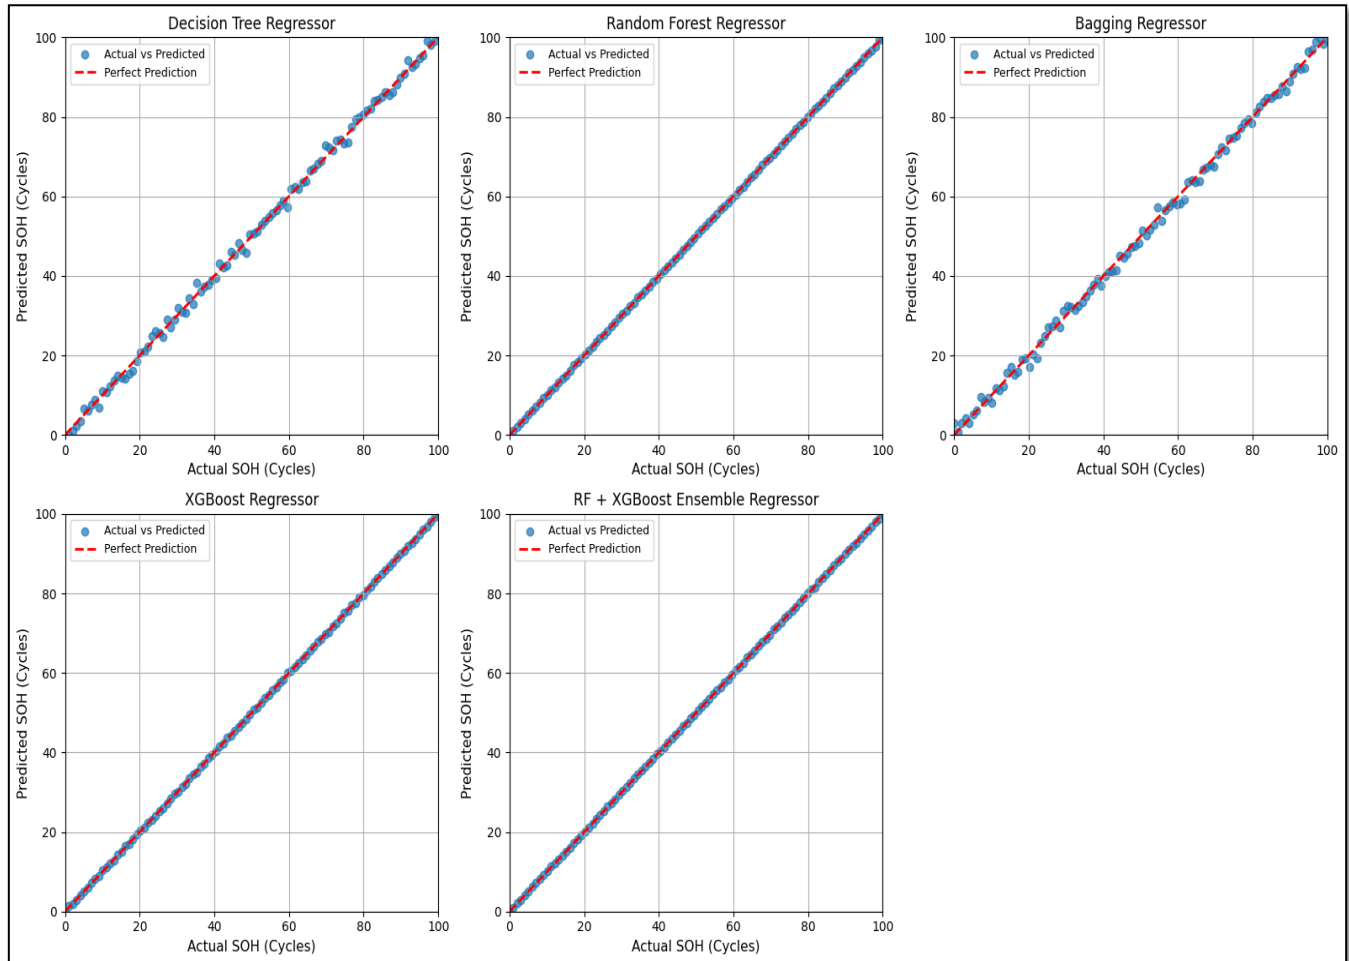 Decision Tree Regressor
Actual vs Predicted
Perfect Prediction
Predicted SOH (Cycles)
100
80
60
40
20
0
0 20 40 60 80 100
Actual SOH (Cycles)
Random Forest Regressor
Actual vs Predicted
Perfect Prediction
Predicted SOH (Cycles)
100
80
60
40
20
0
0 20 40 60 80 100
Actual SOH (Cycles)
Bagging Regressor
Actual vs Predicted
Perfect Prediction
Predicted SOH (Cycles)
100
80
60
40
20
0
0 20 40 60 80 100
Actual SOH (Cycles)
XGBoost Regressor
Actual vs Predicted
Perfect Prediction
Predicted SOH (Cycles)
100
80
60
40
20
0
0 20 40 60 80 100
Actual SOH (Cycles)
RF + XGBoost Ensemble Regressor
Actual vs Predicted
Perfect Prediction
Predicted SOH (Cycles)
100
80
60
40
20
0
0 20 40 60 80 100
Actual SOH (Cycles)